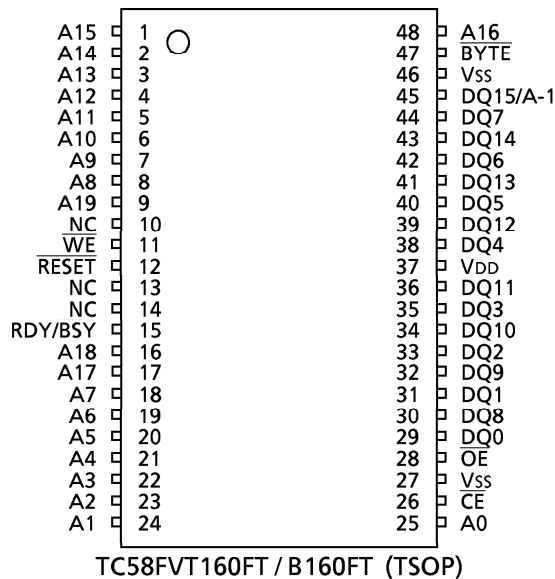 A15 1 48 A16
A14 2 47 BYTE
A13 3 46 VSS
A12 4 45 DQ15/A-1
A11 5 44 DQ7
A10 6 43 DQ14
A9 7 42 DQ6
A8 8 41 DQ13
A19 9 40 DQ5
NC 10 39 DQ12
WE 11 38 DQ4
RESET 12 37 VDD
NC 13 36 DQ11
NC 14 35 DQ3
RDY/BSY 15 34 DQ10
A18 16 33 DQ2
A17 17 32 DQ9
A7 18 31 DQ1
A6 19 30 DQ8
A5 20 29 DQ0
A4 21 28 OE
A3 22 27 VSS
A2 23 26 CE
A1 24 25 A0
TC58FVT160FT / B160FT (TSOP)